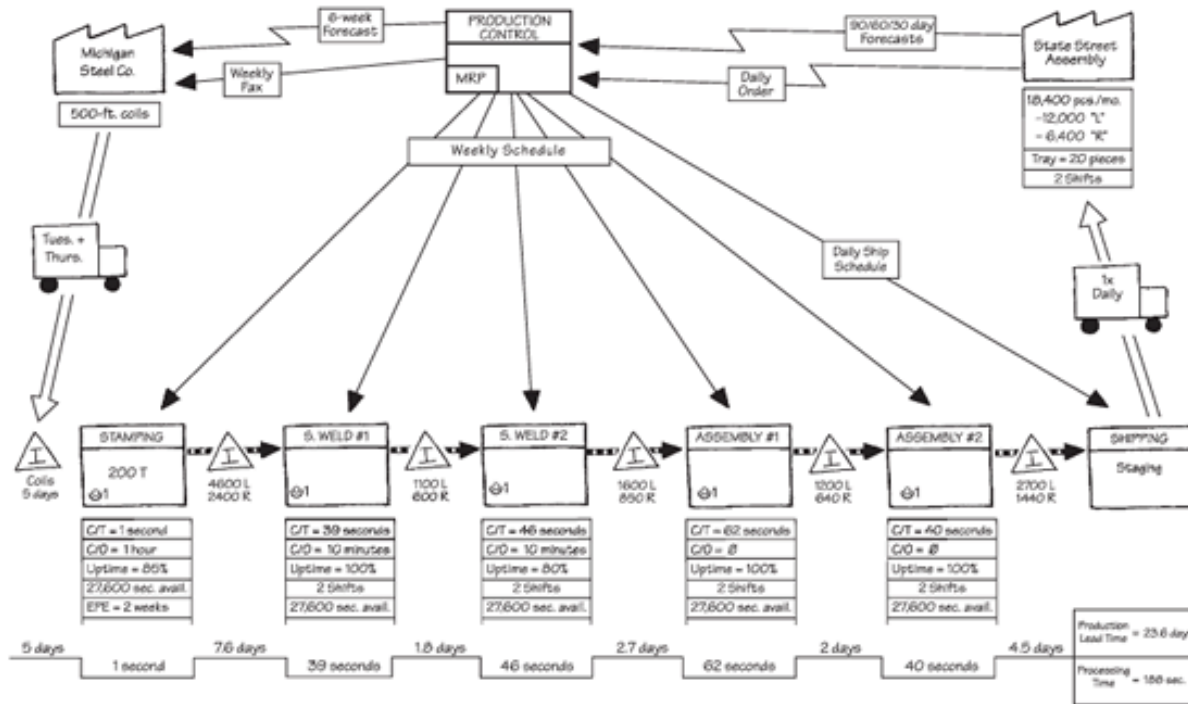 Michigan
Steel Co.
500-ft. coils
6-week
Forecast
Weekly
Fax
PRODUCTION
CONTROL
MRP
90/60/30 day
Forecasts
Daily
Order
State Street
Assembly
18,400 pcs./mo.
-12,000 "L"
- 6,400 "R"
Tray = 20 pieces
2 Shifts
Weekly Schedule
Tues. +
Thurs.
Daily Ship
Schedule
1x
Daily
I
Coils
5 days
STAMPING
200 T
1
I
4600 L
2400 R
S. WELD #1
1
I
1100 L
600 R
S. WELD #2
1
I
1600 L
850 R
ASSEMBLY #1
1
I
1200 L
640 R
ASSEMBLY #2
1
I
2700 L
1440 R
SHIPPING
Staging
C/T = 1 second
C/O = 1 hour
Uptime = 85%
27,600 sec. avail.
EPE = 2 weeks
C/T = 39 seconds
C/O = 10 minutes
Uptime = 100%
2 Shifts
27,600 sec. avail.
C/T = 46 seconds
C/O = 10 minutes
Uptime = 80%
2 Shifts
27,600 sec. avail.
C/T = 62 seconds
C/O = Ø
Uptime = 100%
2 Shifts
27,600 sec. avail.
C/T = 40 seconds
C/O = Ø
Uptime = 100%
2 Shifts
27,600 sec. avail.
5 days
1 second
7.6 days
39 seconds
1.8 days
46 seconds
2.7 days
62 seconds
2 days
40 seconds
4.5 days
Production
Lead Time = 23.6 day
Processing
Time = 188 sec.